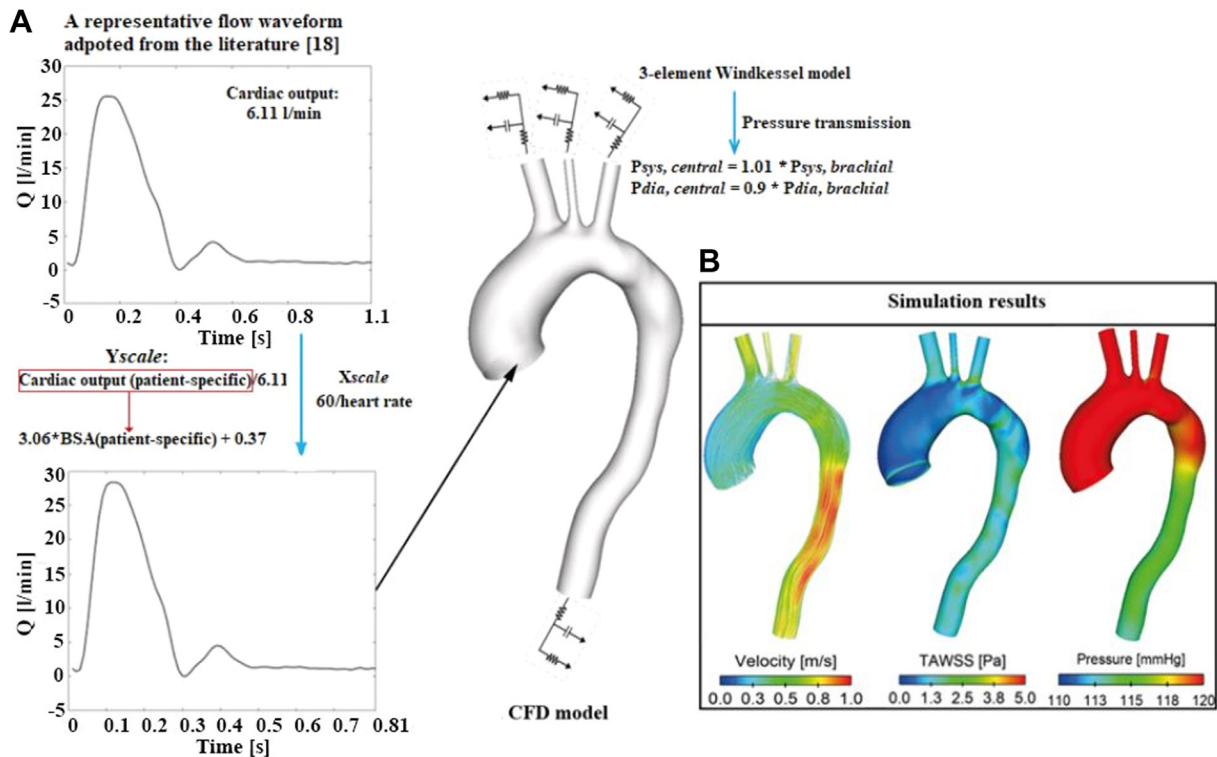 A
A representative flow waveform
adpoted from the literature [18]
30
25
20
15
10
5
0
-5
Q [l/min]
Cardiac output:
6.11 l/min
0 0.2 0.4 0.6 0.8 1.1
Time [s]
Yscale:
Cardiac output (patient-specific)/6.11
3.06*BSA(patient-specific) + 0.37
Xscale
60/heart rate
30
25
20
15
10
5
0
-5
Q [l/min]
0 0.1 0.2 0.3 0.4 0.5 0.6 0.7 0.81
Time [s]
3-element Windkessel model
Pressure transmission
Psys, central = 1.01 * Psys, brachial
Pdia, central = 0.9 * Pdia, brachial
CFD model
B
Simulation results
Velocity [m/s]
0.0 0.3 0.5 0.8 1.0
TAWSS [Pa]
0.0 1.3 2.5 3.8 5.0
Pressure [mmHg]
110 113 115 118 120